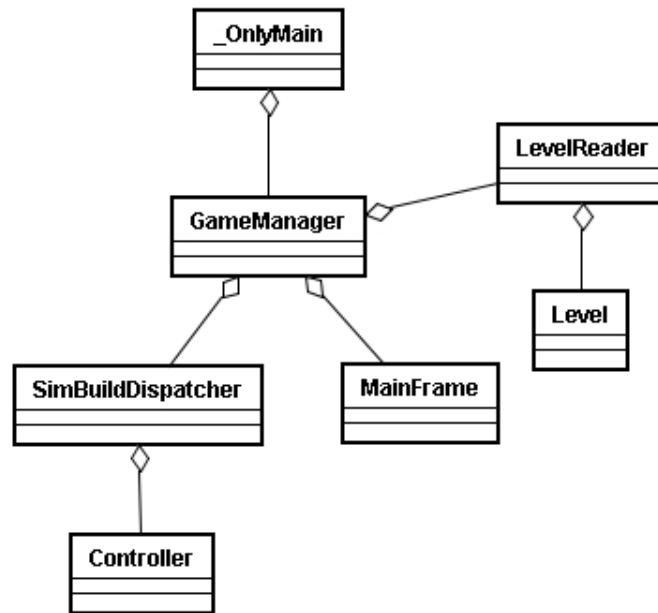 _OnlyMain
LevelReader
GameManager
Level
SimBuildDispatcher
MainFrame
Controller